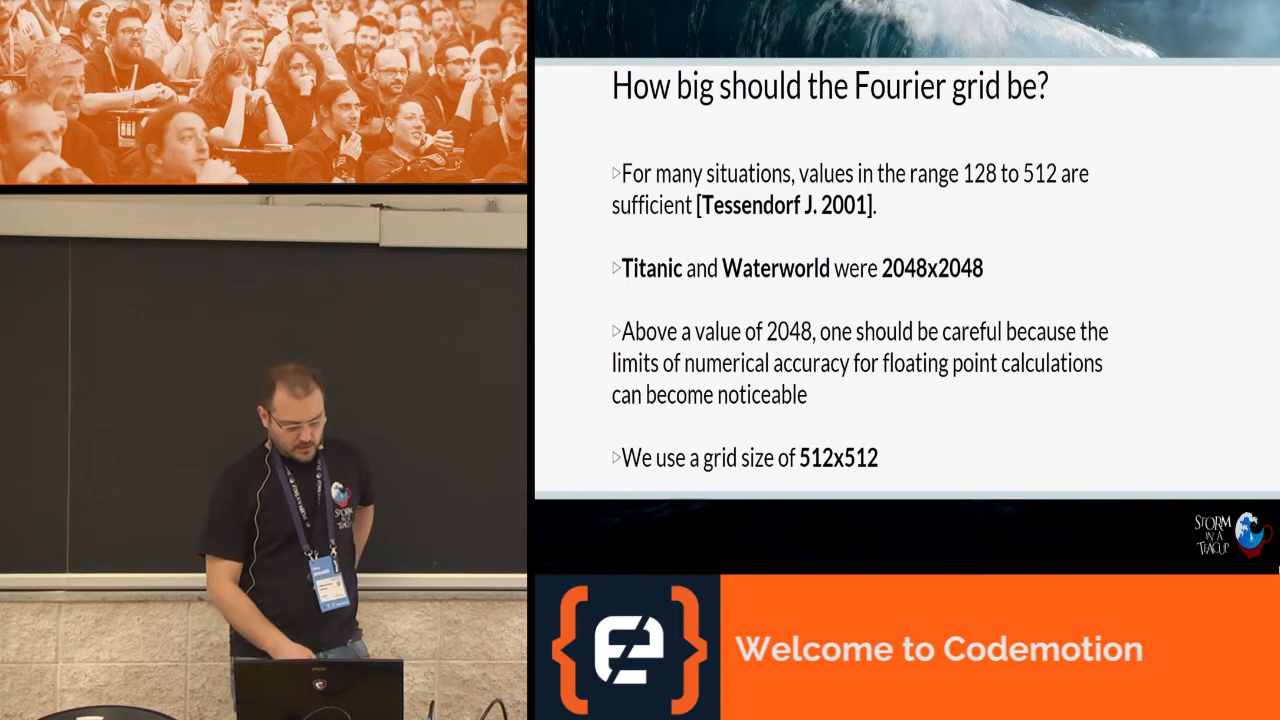 How big should the Fourier grid be?
▷For many situations, values in the range 128 to 512 are
sufficient [Tessendorf J. 2001].
▷Titanic and Waterworld were 2048x2048
▷Above a value of 2048, one should be careful because the
limits of numerical accuracy for floating point calculations
can become noticeable
▷We use a grid size of 512x512
STORM
IN A
TEACUP
Welcome to Codemotion
STORM
IN A
TEACUP